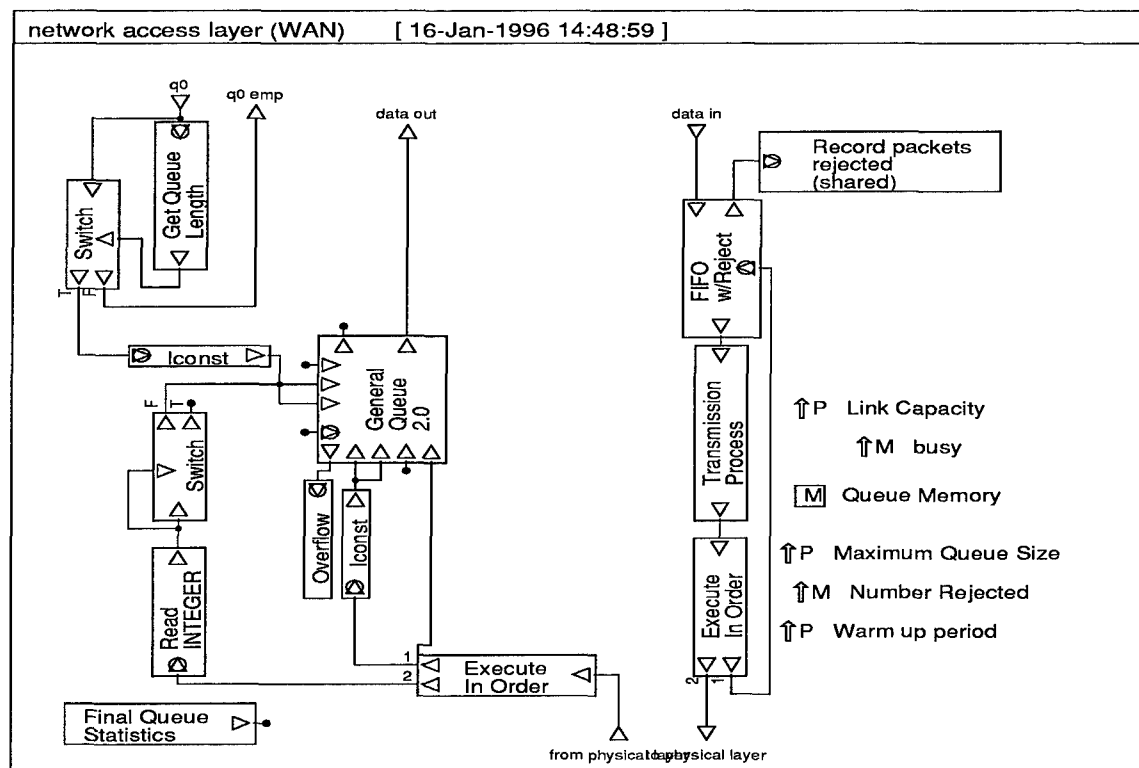 network access layer (WAN) [ 16-Jan-1996 14:48:59 ]
q0
q0 emp
data out
data in
Record packets
rejected
(shared)
Switch
Get Queue
Length
T
F
FIFO
w/Reject
Iconst
General
Queue
2.0
F
T
Switch
Transmission
Process
P Link Capacity
M busy
M Queue Memory
Overflow
Iconst
Read
INTEGER
Execute
In Order
P Maximum Queue Size
M Number Rejected
P Warm up period
1
2
Execute
In Order
2
1
Final Queue
Statistics
from physical layer
to physical layer